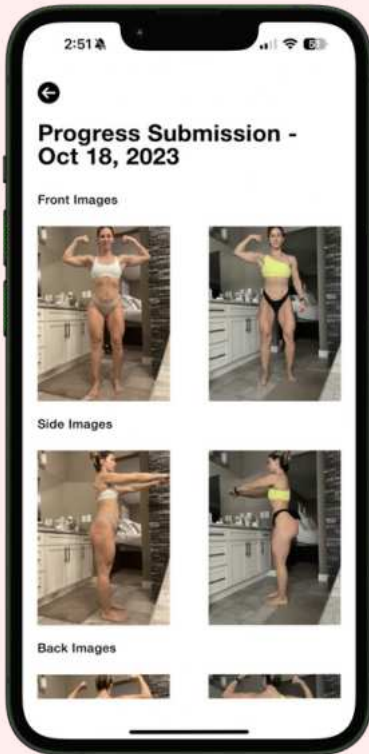 2:51
Progress Submission -
Oct 18, 2023
Front Images
Side Images
Back Images